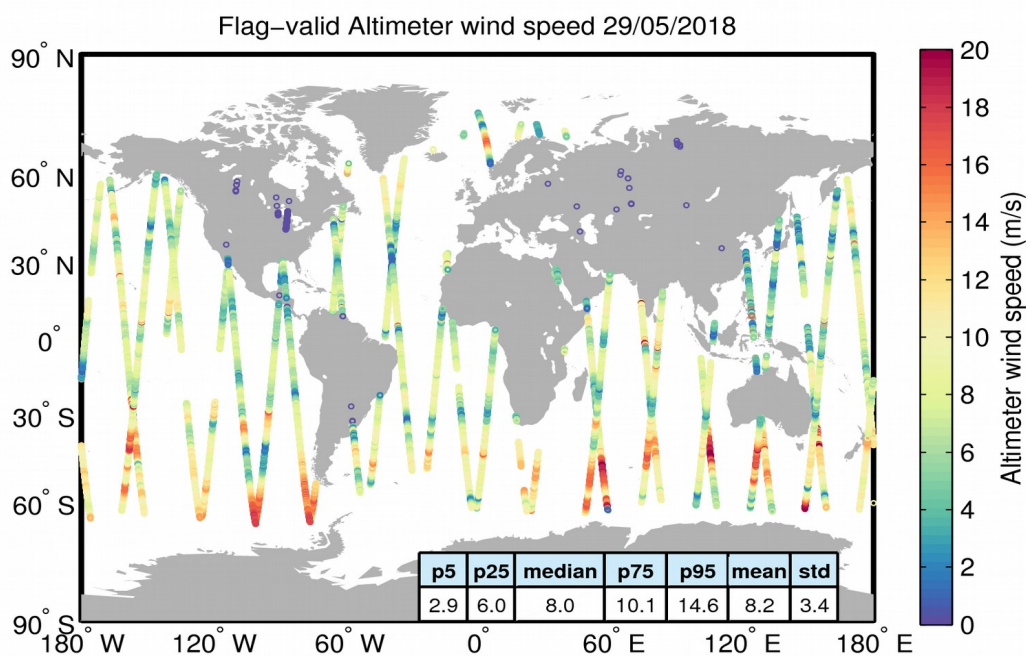 Flag−valid Altimeter wind speed 29/05/2018
90° N
60° N
30° N
0°
30° S
60° S
90° S
180° W
120° W
60° W
0°
60° E
120° E
180° E
p5 p25 median p75 p95 mean std
2.9 6.0 8.0 10.1 14.6 8.2 3.4
20
18
16
14
12
10
8
6
4
2
0
Altimeter wind speed (m/s)